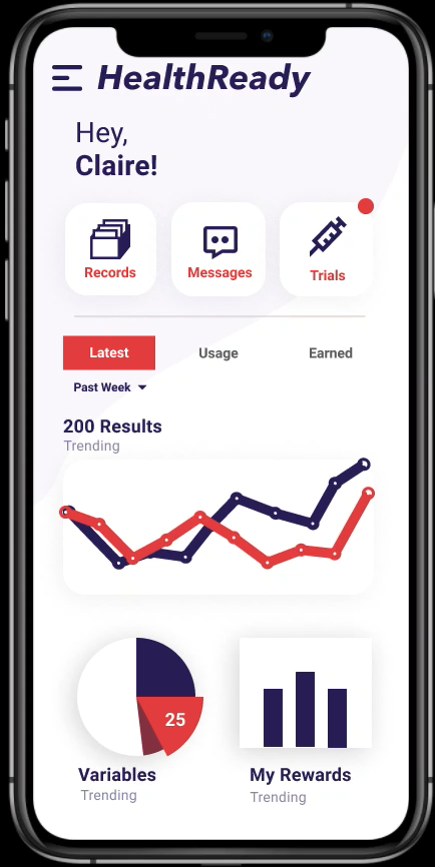 HealthReady
Hey,
Claire!
Records
Messages
Trials
Latest
Usage
Earned
Past Week
200 Results
Trending
25
Variables
My Rewards
Trending
Trending